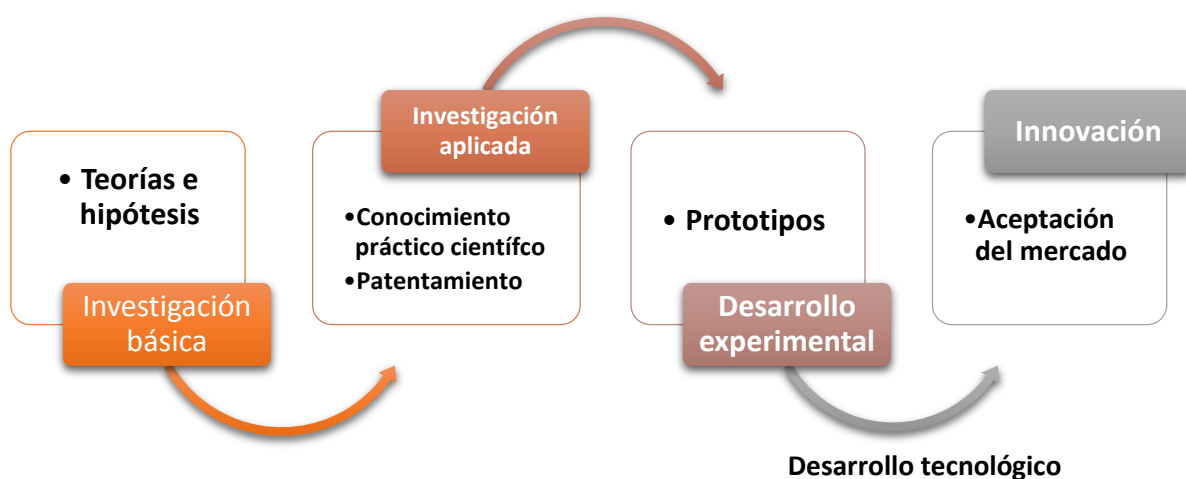 • Teorías e
hipótesis
Investigación
básica
Investigación
aplicada
•Conocimiento
práctico científco
•Patentamiento
• Prototipos
Desarrollo
experimental
Innovación
•Aceptación
del mercado
Desarrollo tecnológico